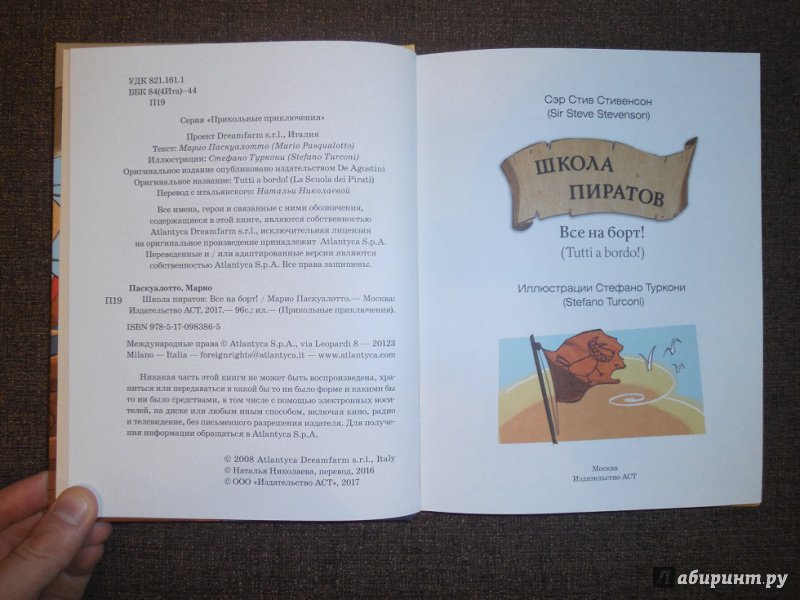 УДК 821.161.1
ББК 84(4Ита)–44
П19
Серия «Прикольные приключения»
Проект Dreamfarm s.r.l., Италия
Текст: Марио Паскуалотто (Mario Pasqualotto)
Иллюстрации: Стефано Туркони (Stefano Turconi)
Оригинальное издание опубликовано издательством De Agostini
Оригинальное название: Tutti a bordo! (La Scuola dei Pirati)
Перевод с итальянского: Натальи Николаевой
Все имена, герои и связанные с ними обозначения,
содержащиеся в этой книге, являются собственностью
Atlantyca Dreamfarm s.r.l., исключительная лицензия
на оригинальное произведение принадлежит Atlantyca S.p.A.
Переведенные и / или адаптированные версии являются
собственностью Atlantyca S.p.A. Все права защищены.
Паскуалотто, Марио
П19 Школа пиратов: Все на борт! / Марио Паскуалотто.— Москва:
Издательство АСТ, 2017.— 96с.: ил.— (Прикольные приключения).
ISBN 978-5-17-098386-5
Международные права © Atlantyca S.p.A., via Leopardi 8 — 20123
Milano — Italia — foreignrights@atlantyca.it — www.atlantyca.com
Никакая часть этой книги не может быть воспроизведена, хра-
ниться или передаваться в какой бы то ни было форме и какими бы
то ни было средствами, в том числе с помощью электронных носи-
телей, на диске или любым иным способом, включая кино, радио
и телевидение, без письменного разрешения издателя. Для получе-
ния информации обращаться в Atlantyca S.p.A.
© 2008 Atlantyca Dreamfarm s.r.l., Italy
© Наталья Николаева, перевод, 2016
© ООО «Издательство АСТ», 2017
Сэр Стив Стивенсон
(Sir Steve Stevenson)
ШКОЛА
ПИРАТОВ
Все на борт!
(Tutti a bordo!)
Иллюстрации Стефано Туркони
(Stefano Turconi)
Москва
Издательство АСТ
Лабиринт.ру